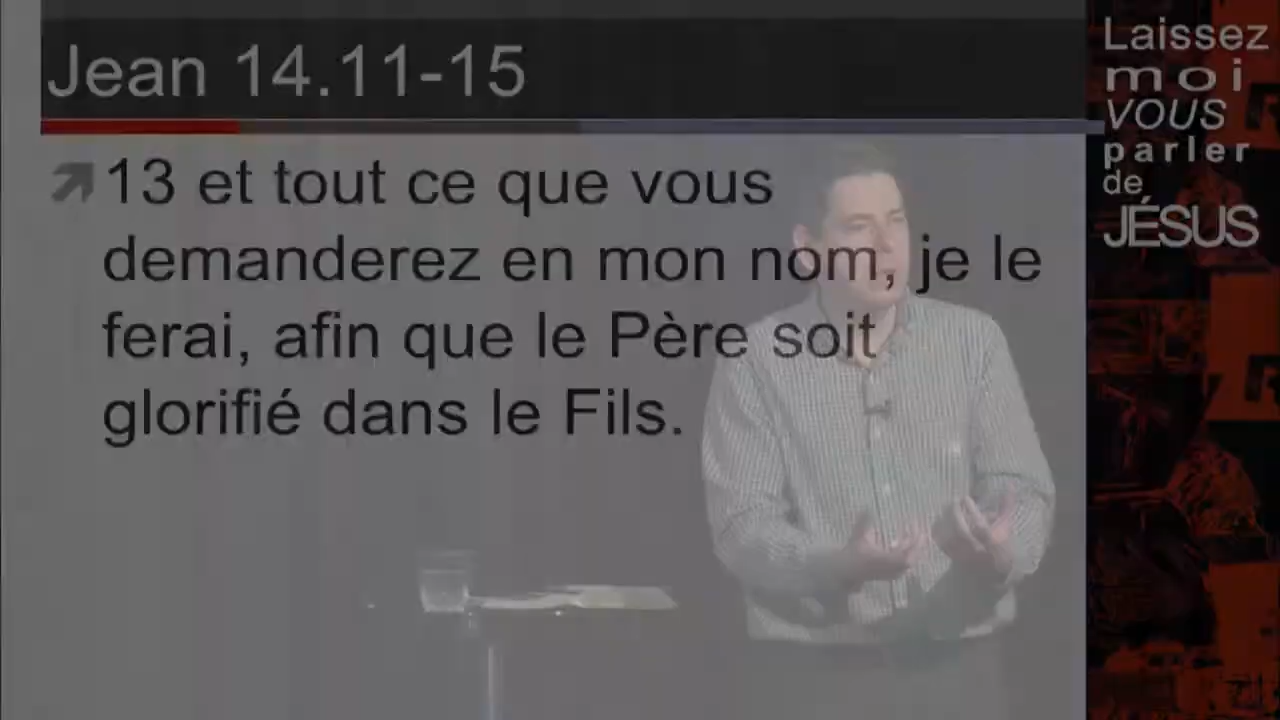 Jean 14.11-15
13 et tout ce que vous
demanderez en mon nom, je le
ferai, afin que le Père soit
glorifié dans le Fils.
Laissez
moi
VOUS
parler
de
JÉSUS